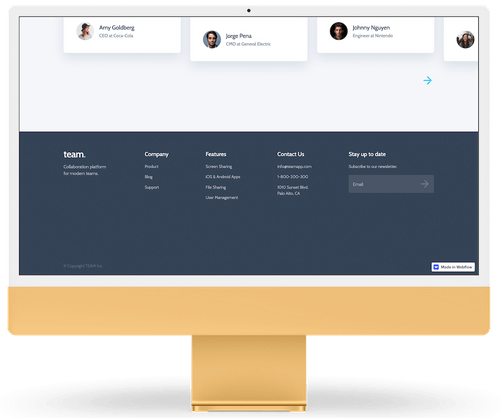 Amy Goldberg
CEO at Coca-Cola
Jorge Pena
CMO at General Electric
Johnny Nguyen
Engineer at Nintendo
team.
Collaboration platform
for modern teams.
Company
Product
Blog
Support
Features
Screen Sharing
iOS & Android Apps
File Sharing
User Management
Contact Us
info@teamapp.com
1-800-200-300
1010 Sunset Blvd.
Palo Alto, CA
Stay up to date
Subscribe to our newsletter
Email
© Copyright TEAM Inc.
Made in Webflow